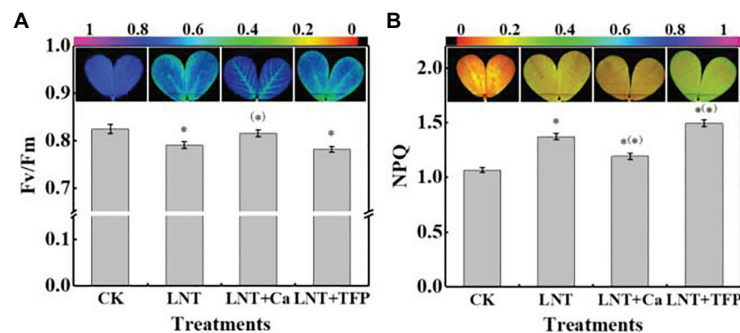 A
1 0.8 0.6 0.4 0.2 0
1.0
0.9
0.8
0.7
0.1
0.0
Fv/Fm
*
(*)
*
CK LNT LNT+Ca LNT+TFP
Treatments
B
0 0.2 0.4 0.6 0.8 1
2.0
1.5
1.0
0.5
0.0
NPQ
*
*(*)
*(*)
CK LNT LNT+Ca LNT+TFP
Treatments